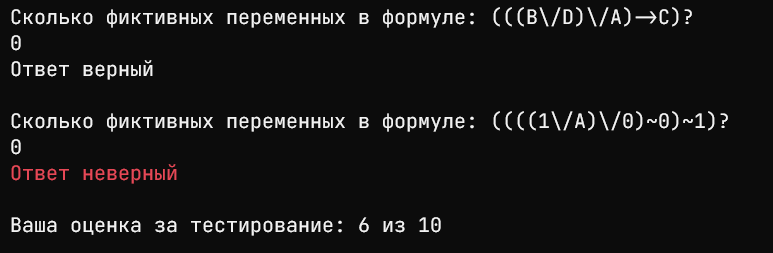 Сколько фиктивных переменных в формуле: (((B\/D)\/A)->C)?
0
Ответ верный
Сколько фиктивных переменных в формуле: ((((1\/A)\/0)~0)~1)?
0
Ответ неверный
Ваша оценка за тестирование: 6 из 10